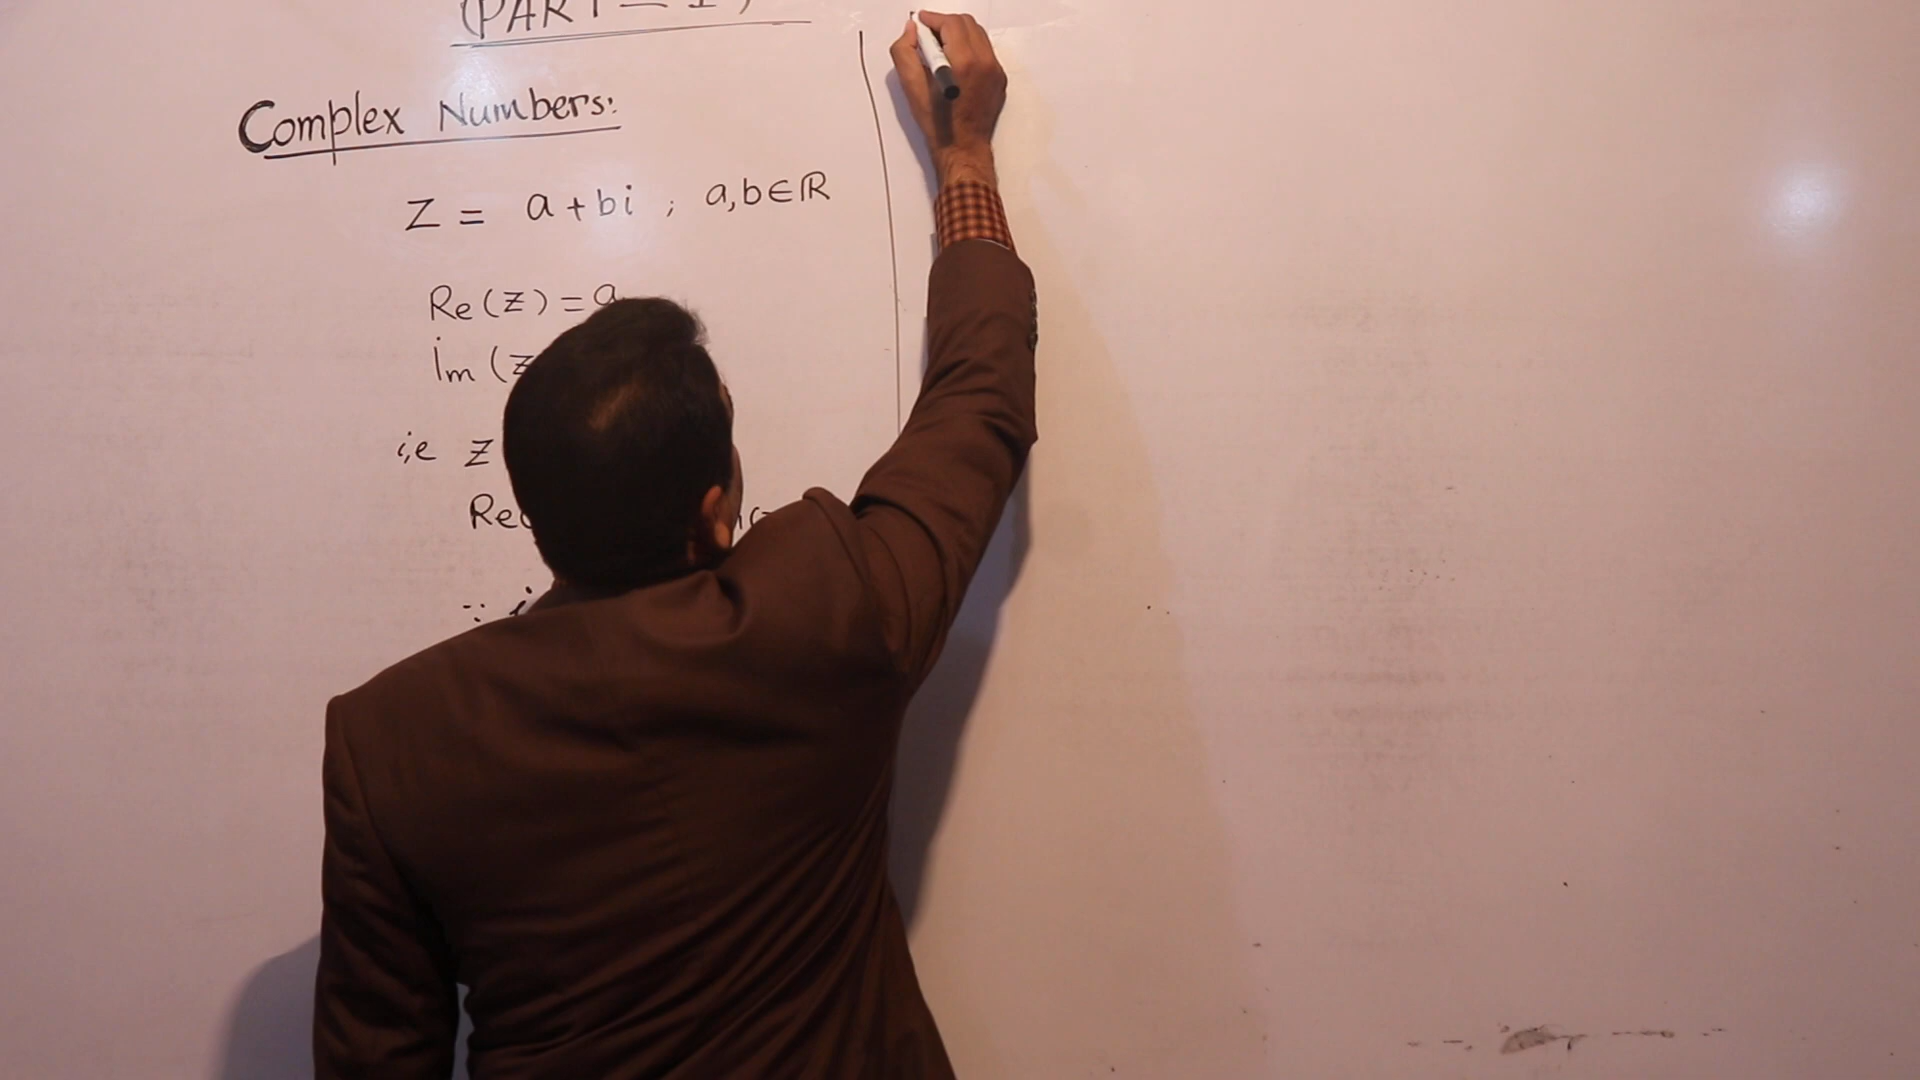 (PART - I)
Complex Numbers:
Z = a + bi ; a,b∈ℝ
Re(z) = a
Im (z
i,e z
Re(
∵ i